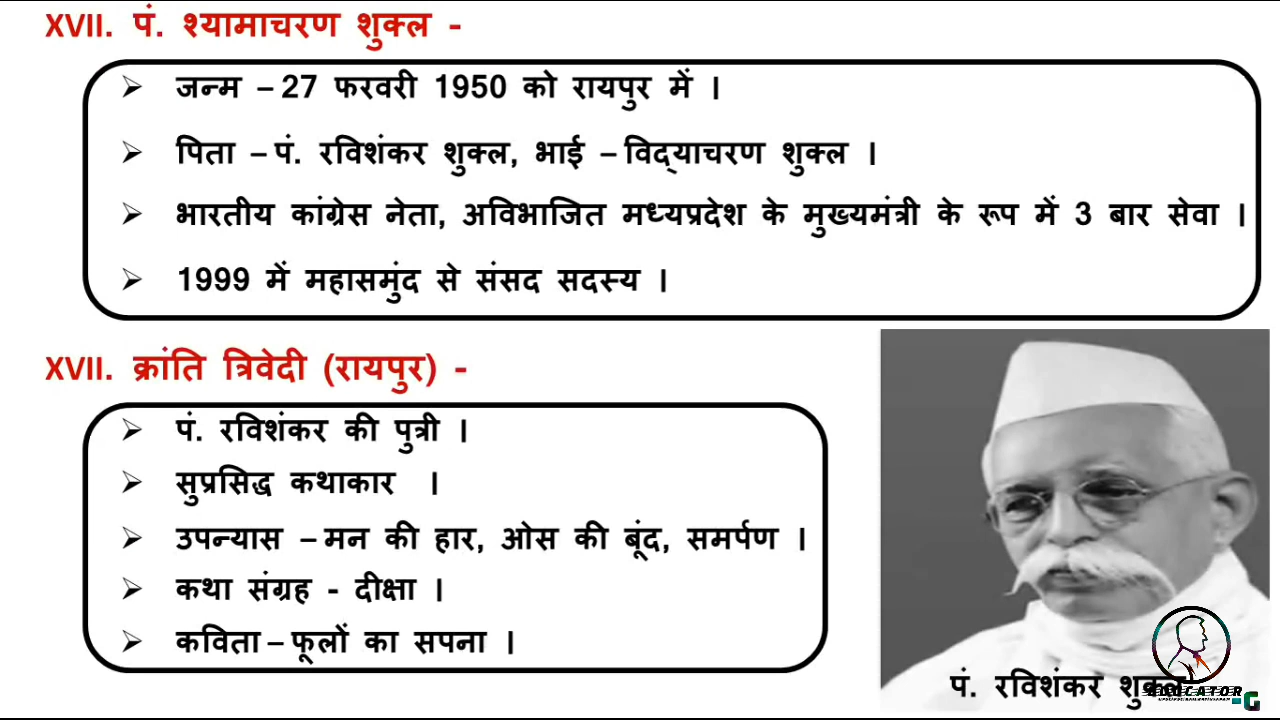 XVII. पं. श्यामाचरण शुक्ल -
➢ जन्म – 27 फरवरी 1950 को रायपुर में ।
➢ पिता – पं. रविशंकर शुक्ल, भाई – विद्‌याचरण शुक्ल ।
➢ भारतीय कांग्रेस नेता, अविभाजित मध्यप्रदेश के मुख्यमंत्री के रूप में 3 बार सेवा ।
➢ 1999 में महासमुंद से संसद सदस्य ।
XVII. क्रांति त्रिवेदी (रायपुर) -
➢ पं. रविशंकर की पुत्री ।
➢ सुप्रसिद्ध कथाकार ।
➢ उपन्यास – मन की हार, ओस की बूंद, समर्पण ।
➢ कथा संग्रह - दीक्षा ।
➢ कविता – फूलों का सपना ।
पं. रविशंकर शुक्ल